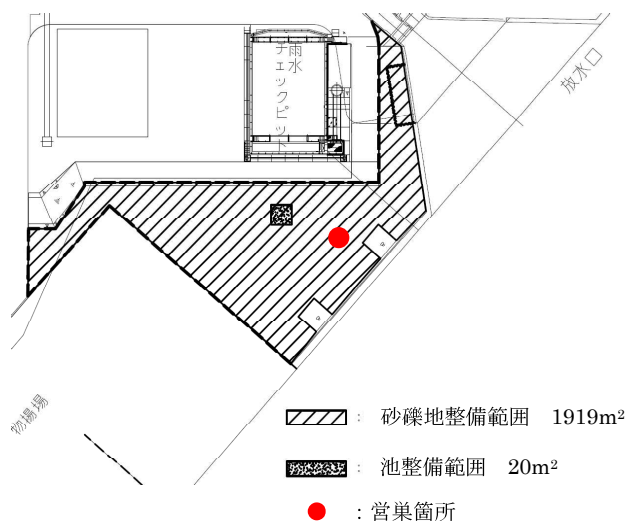 雨水
チェックピット
放水口
物揚場
: 砂礫地整備範囲 1919m²
: 池整備範囲 20m²
: 営巣箇所